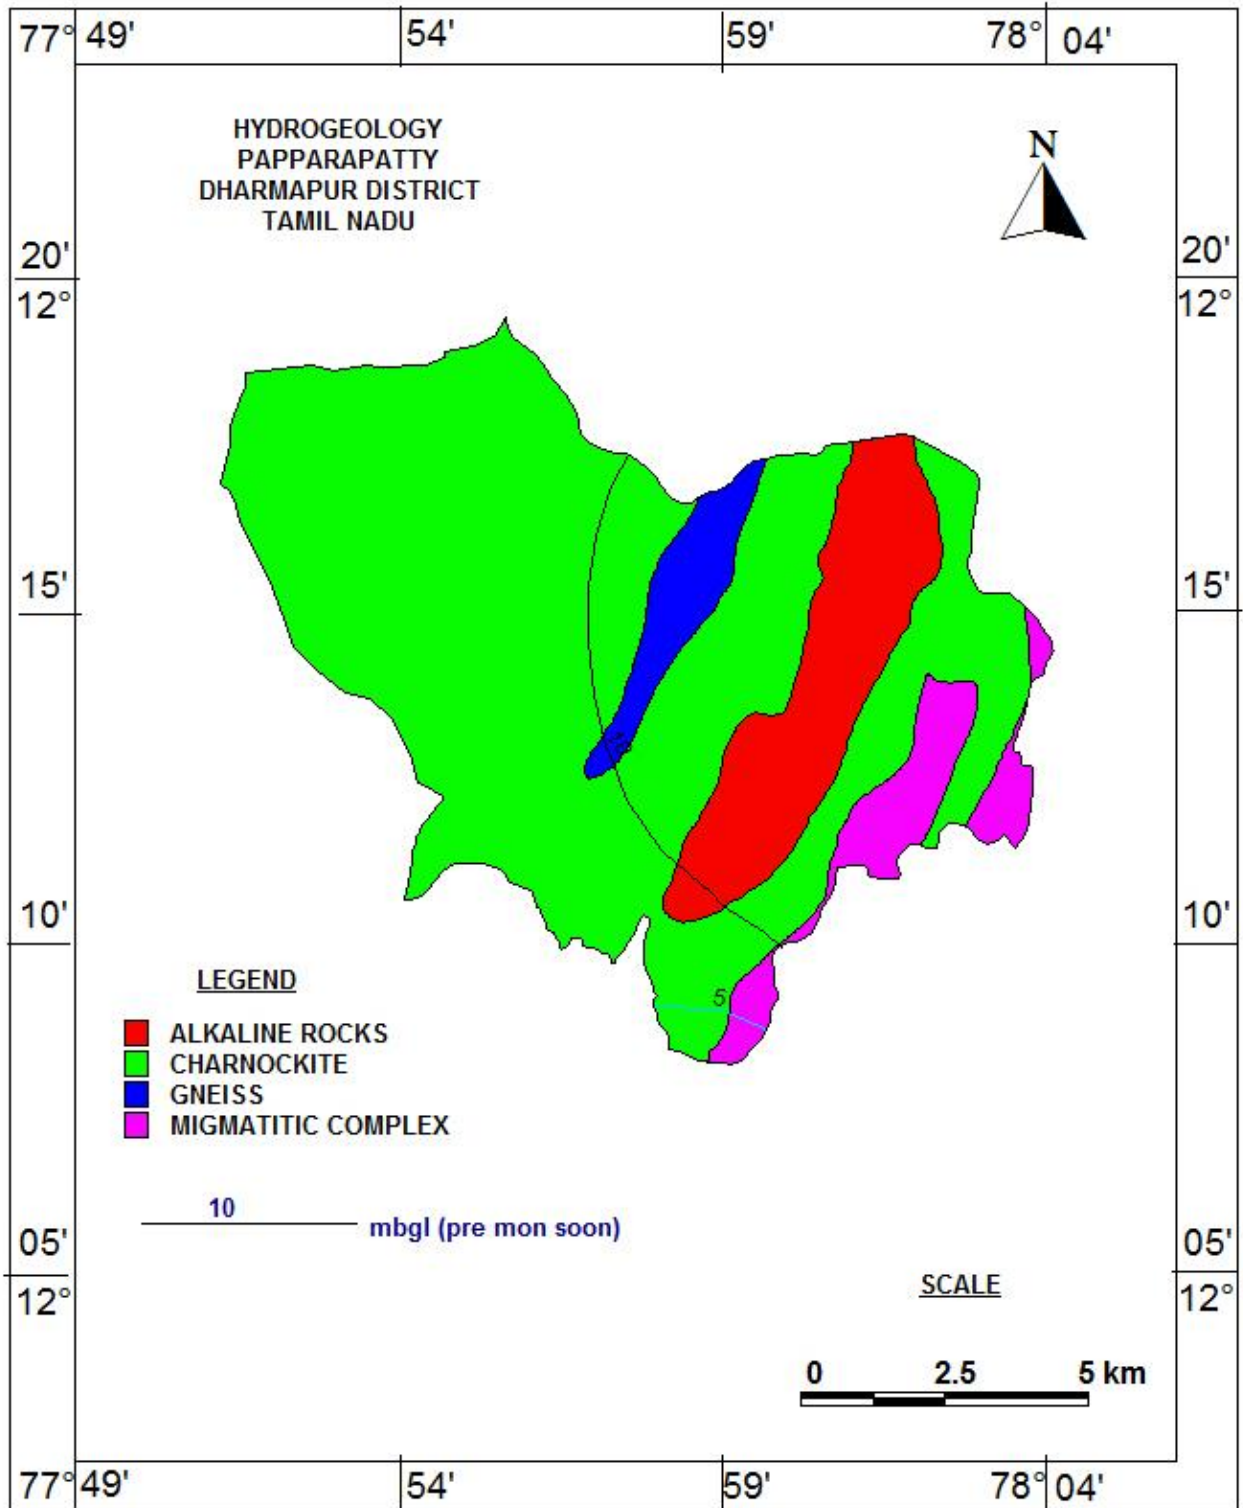 77° 49' 54' 59' 78° 04'
HYDROGEOLOGY
PAPPARAPATTY
DHARMAPUR DISTRICT
TAMIL NADU
N
20' 20'
12° 12°
15' 15'
10' 10'
LEGEND
5
ALKALINE ROCKS
CHARNOCKITE
GNEISS
MIGMATITIC COMPLEX
10
mbgl (pre mon soon)
05' 05'
12° 12°
SCALE
0 2.5 5 km
77° 49' 54' 59' 78° 04'